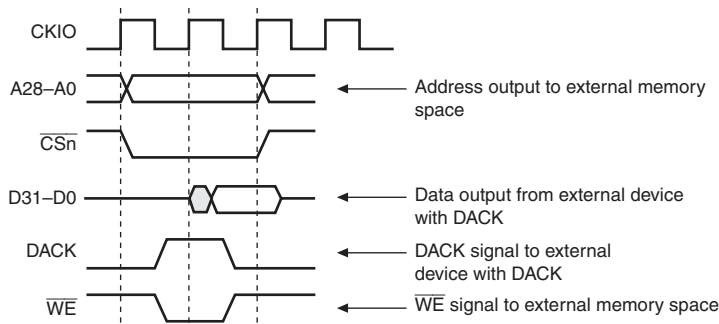 CKIO
A28–A0
Address output to external memory
space
CSn
D31–D0
Data output from external device
with DACK
DACK
DACK signal to external
device with DACK
WE
WE signal to external memory space